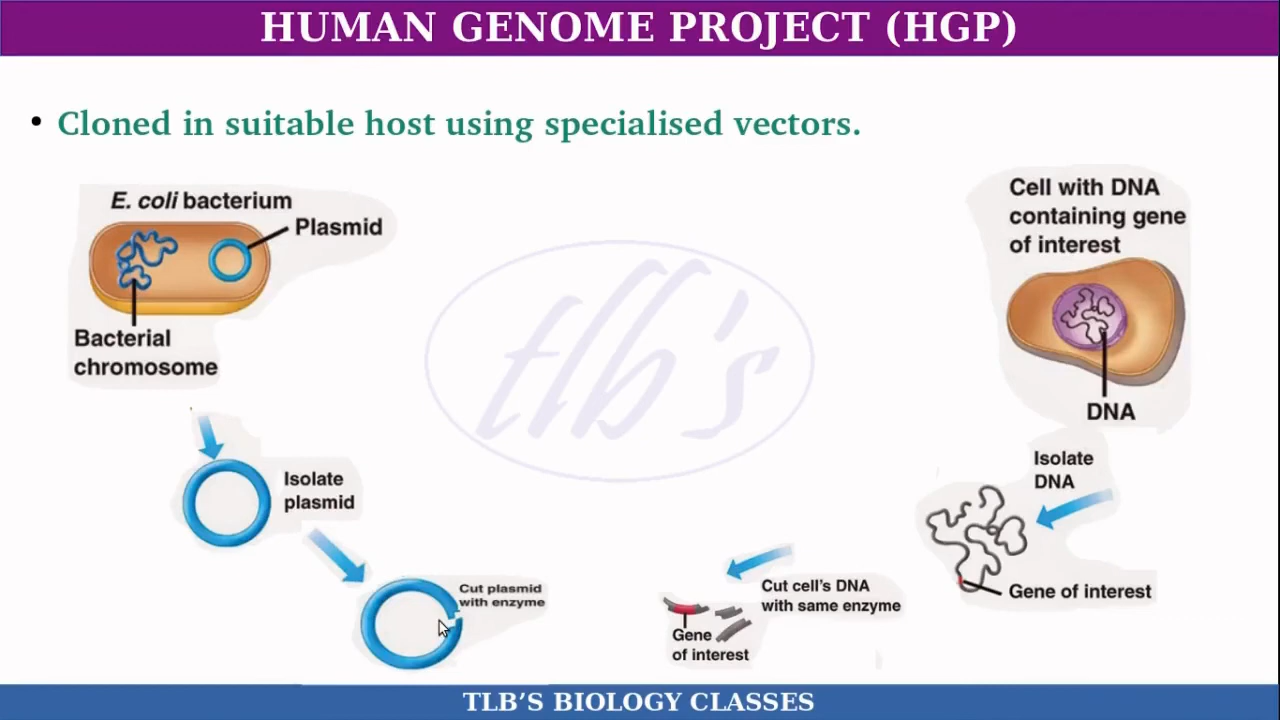 HUMAN GENOME PROJECT (HGP)
• Cloned in suitable host using specialised vectors.
E. coli bacterium
Plasmid
Bacterial
chromosome
Cell with DNA
containing gene
of interest
DNA
tlb's
Isolate
plasmid
Isolate
DNA
Cut plasmid
with enzyme
Cut cell's DNA
with same enzyme
Gene of interest
Gene
of interest
TLB’S BIOLOGY CLASSES